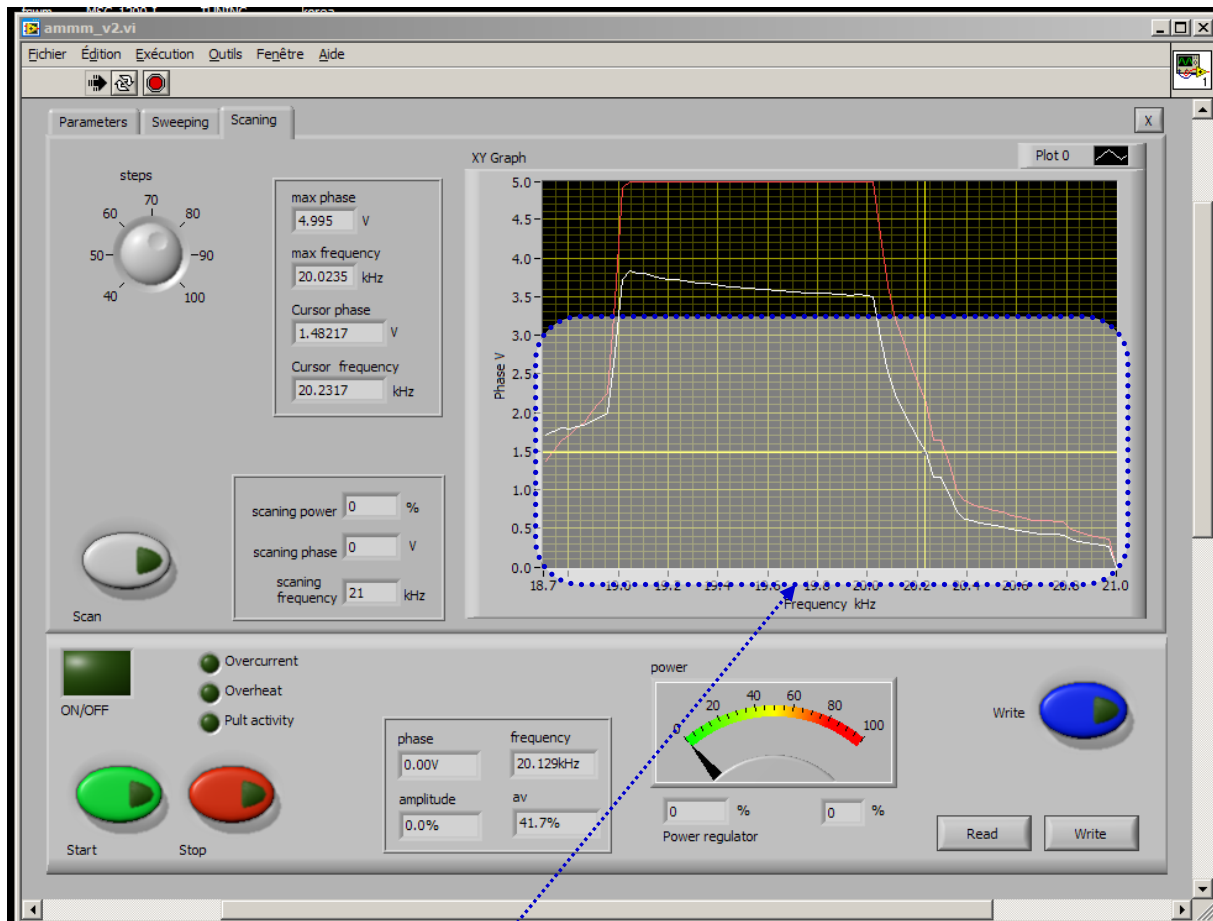 MSG_1200_T TUNING korea
ammm_v2.vi
Fichier Édition Exécution Outils Fenêtre Aide
1
Parameters Sweeping Scaning
X
steps
40 50 60 70 80 90 100
max phase
4.995 V
max frequency
20.0235 kHz
Cursor phase
1.48217 V
Cursor frequency
20.2317 kHz
scaning power 0 %
scaning phase 0 V
scaning
frequency 21 kHz
Scan
XY Graph
Plot 0
5.0
4.5
4.0
3.5
3.0
2.5
2.0
1.5
1.0
0.5
0.0
Phase V
18.7 19.0 19.2 19.4 19.6 19.8 20.0 20.2 20.4 20.6 20.8 21.0
Frequency kHz
ON/OFF
Overcurrent
Overheat
Pult activity
Start
Stop
phase
0.00V
frequency
20.129kHz
amplitude
0.0%
av
41.7%
power
0 20 40 60 80 100
0 % 0 %
Power regulator
Write
Read
Write